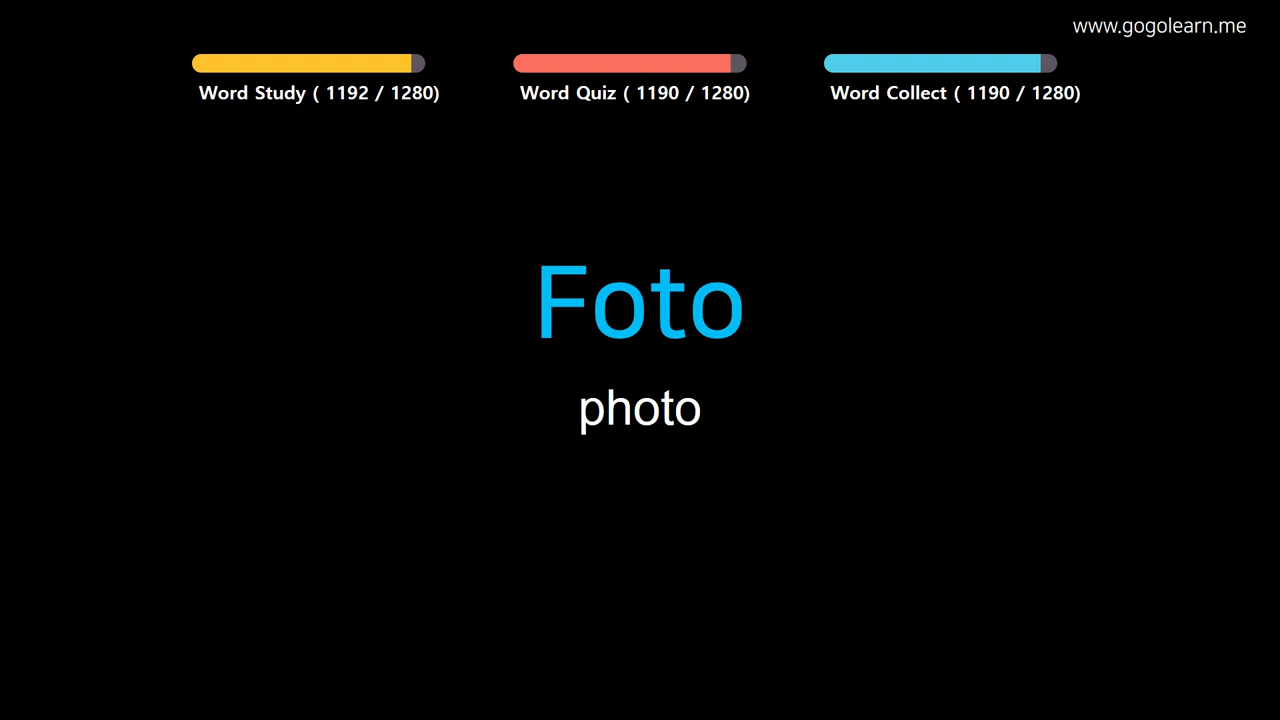 www.gogolearn.me
Word Study ( 1192 / 1280)
Word Quiz ( 1190 / 1280)
Word Collect ( 1190 / 1280)
Foto
photo